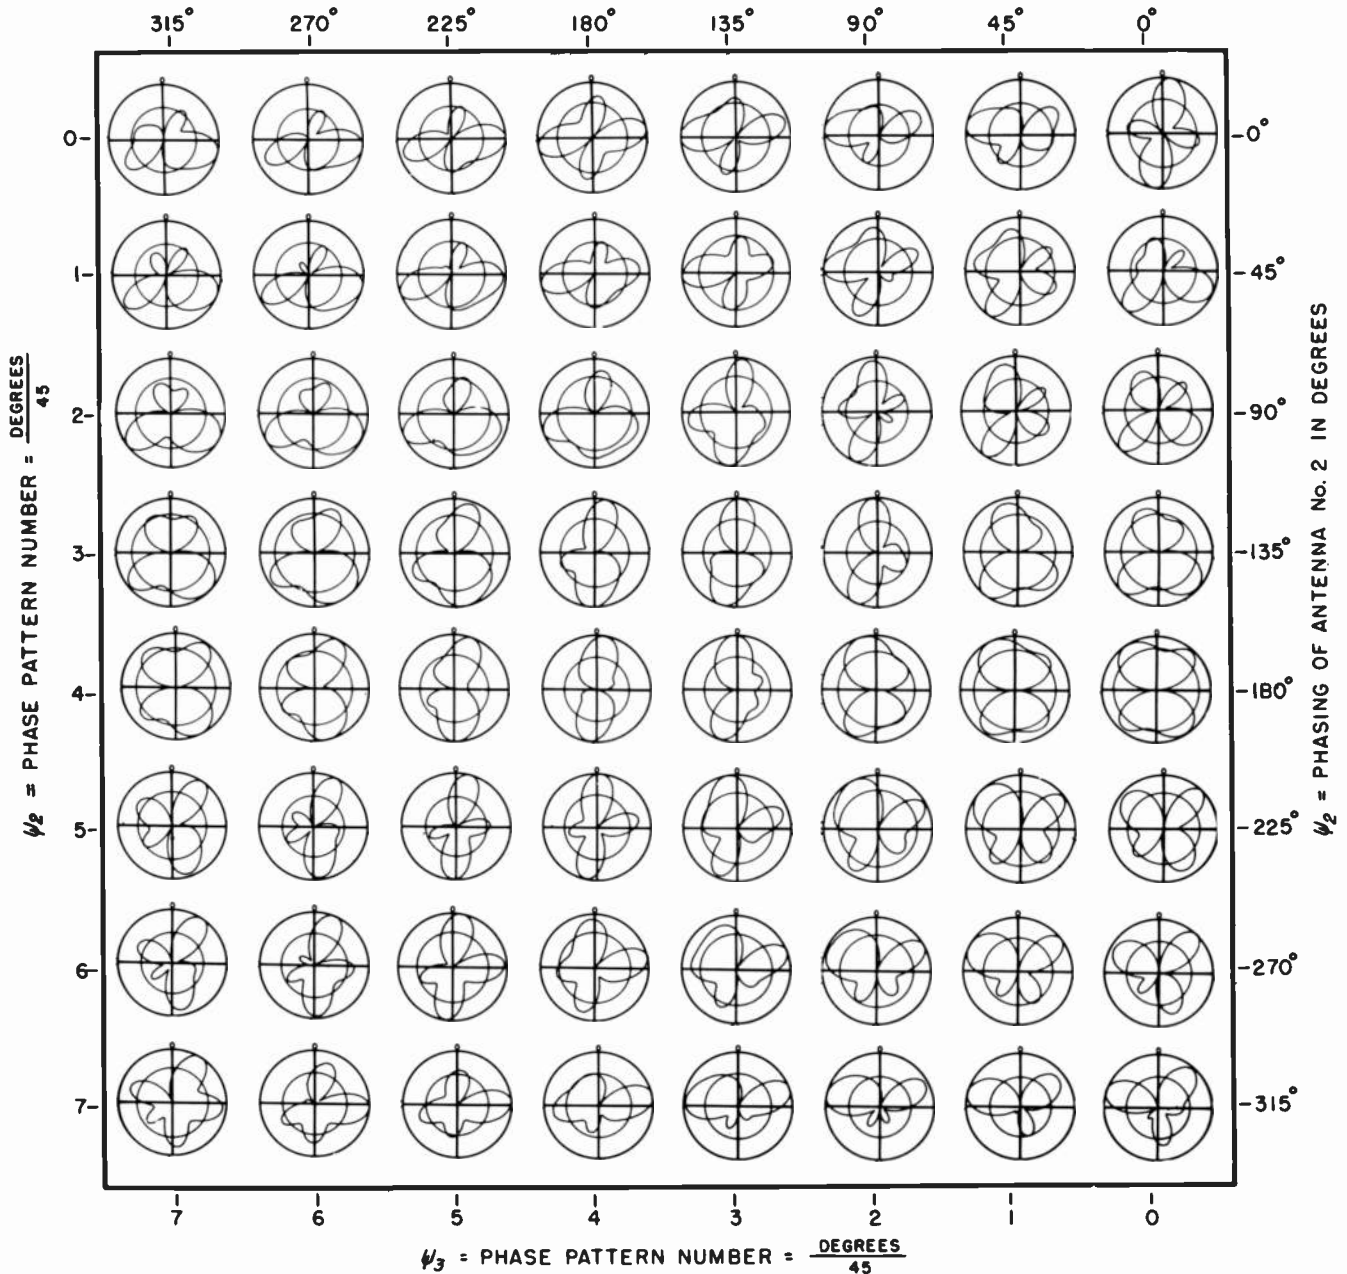 315° 270° 225° 180° 135° 90° 45° 0°
0- -0°
1- -45°
2- -90°
3- -135°
4- -180°
5- -225°
6- -270°
7- -315°
ψ2 = PHASE PATTERN NUMBER = DEGREES / 45
ψ2 = PHASING OF ANTENNA No. 2 IN DEGREES
7 6 5 4 3 2 1 0
ψ3 = PHASE PATTERN NUMBER = DEGREES / 45